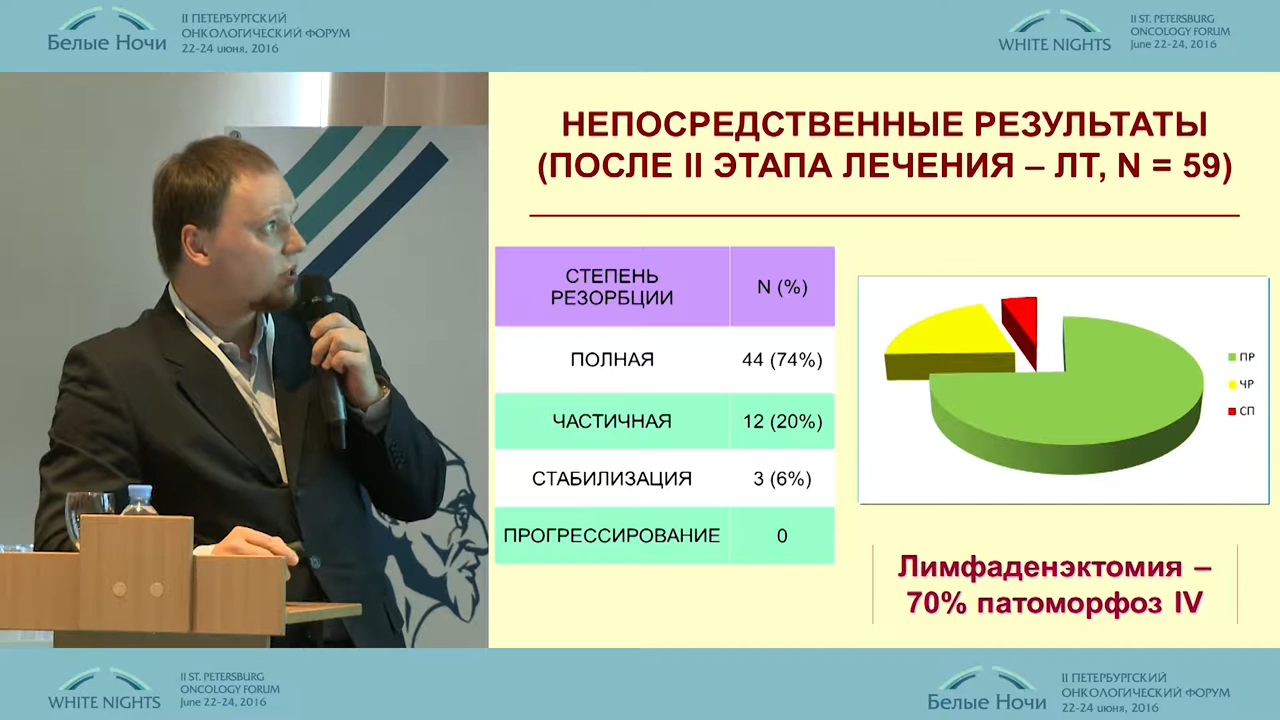 Белые Ночи
II ПЕТЕРБУРГСКИЙ
ОНКОЛОГИЧЕСКИЙ ФОРУМ
22-24 июня, 2016
WHITE NIGHTS
II ST. PETERSBURG
ONCOLOGY FORUM
June 22-24, 2016
НЕПОСРЕДСТВЕННЫЕ РЕЗУЛЬТАТЫ
(ПОСЛЕ II ЭТАПА ЛЕЧЕНИЯ – ЛТ, N = 59)
СТЕПЕНЬ
РЕЗОРБЦИИ
N (%)
ПОЛНАЯ 44 (74%)
ЧАСТИЧНАЯ 12 (20%)
СТАБИЛИЗАЦИЯ 3 (6%)
ПРОГРЕССИРОВАНИЕ 0
ПР
ЧР
СП
Лимфаденэктомия –
70% патоморфоз IV
WHITE NIGHTS
II ST. PETERSBURG
ONCOLOGY FORUM
June 22-24, 2016
Белые Ночи
II ПЕТЕРБУРГСКИЙ
ОНКОЛОГИЧЕСКИЙ ФОРУМ
22-24 июня, 2016